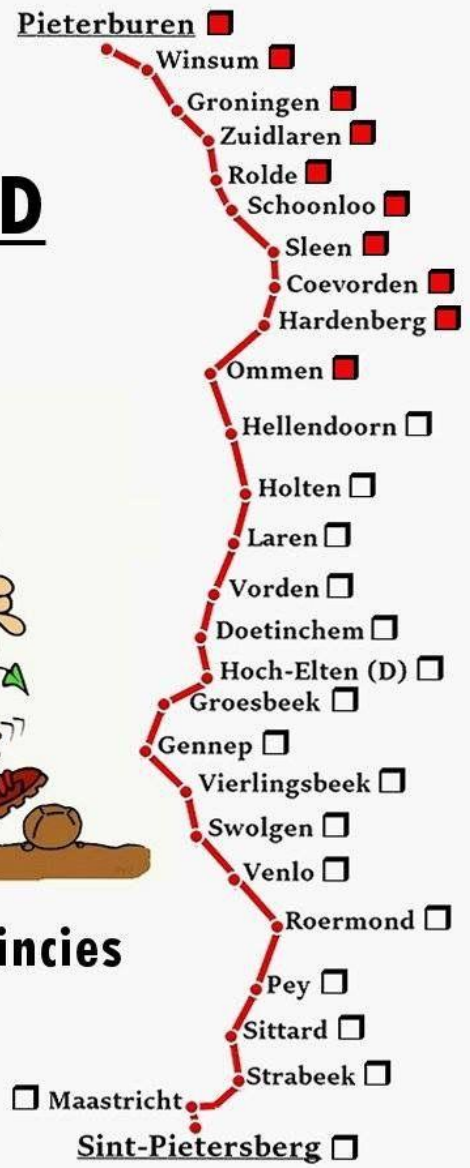 Pieterburen
Winsum
Groningen
Zuidlaren
D
Rolde
Schoonloo
Sleen
Coevorden
Hardenberg
Ommen
Hellendoorn
Holten
Laren
Vorden
Doetinchem
Hoch-Elten (D)
Groesbeek
Gennep
Vierlingsbeek
Swolgen
Venlo
Roermond
incies
Pey
Sittard
Strabeek
Maastricht
Sint-Pietersberg